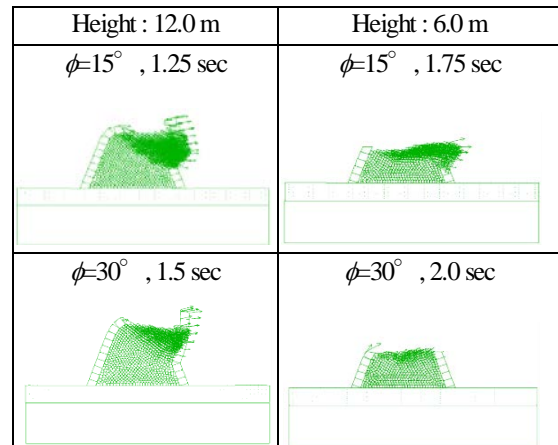 Height : 12.0 m
Height : 6.0 m
ϕ=15° , 1.25 sec
ϕ=15° , 1.75 sec
ϕ=30° , 1.5 sec
ϕ=30° , 2.0 sec